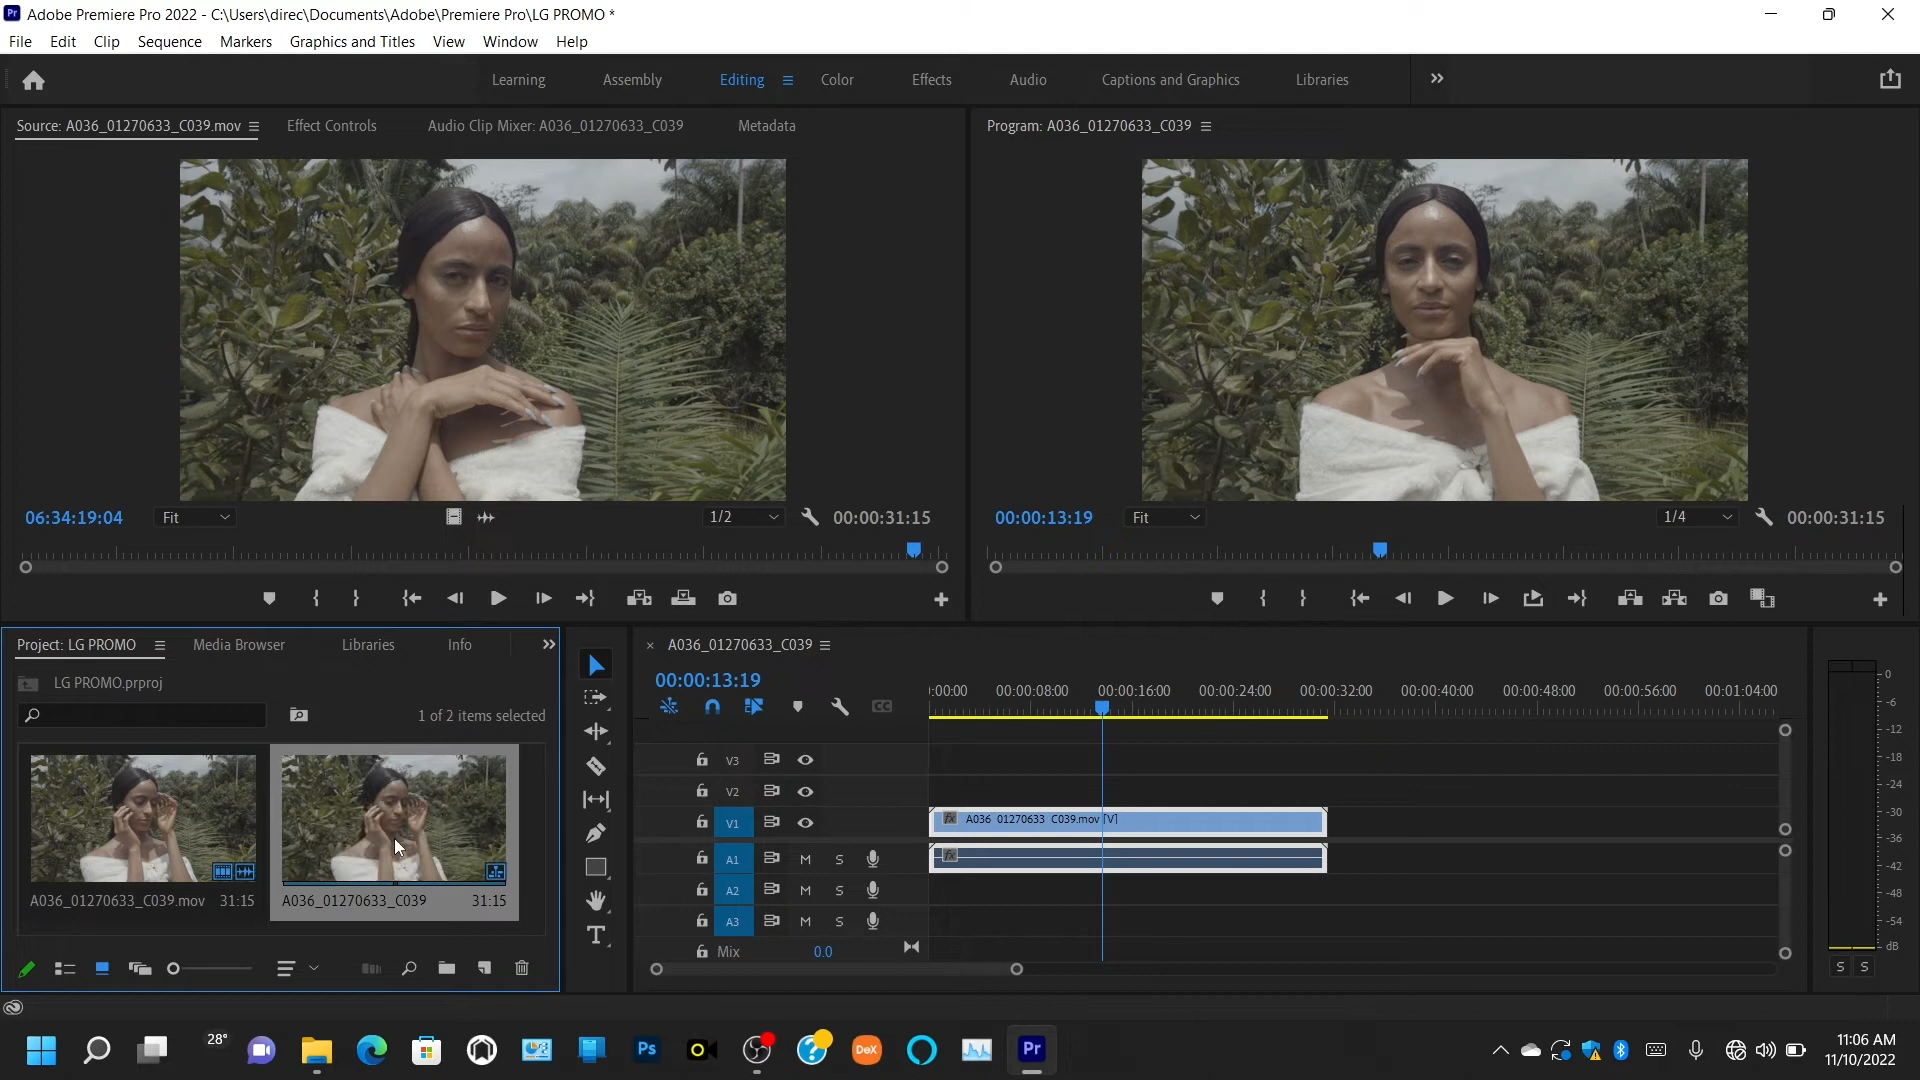 Adobe Premiere Pro 2022 - C:\Users\direc\Documents\Adobe\Premiere Pro\LG PROMO *
File Edit Clip Sequence Markers Graphics and Titles View Window Help
Learning Assembly Editing Color Effects Audio Captions and Graphics Libraries
Source: A036_01270633_C039.mov Effect Controls Audio Clip Mixer: A036_01270633_C039 Metadata
Program: A036_01270633_C039
06:34:19:04 Fit 1/2 00:00:31:15
00:00:13:19 Fit 1/4 00:00:31:15
Project: LG PROMO Media Browser Libraries Info
LG PROMO.prproj
1 of 2 items selected
A036_01270633_C039.mov 31:15
A036_01270633_C039 31:15
× A036_01270633_C039
00:00:13:19
:00:00 00:00:08:00 00:00:16:00 00:00:24:00 00:00:32:00 00:00:40:00 00:00:48:00 00:00:56:00 00:01:04:00
CC
V3
V2
V1 fx A036_01270633_C039.mov [V]
A1 M S fx
A2 M S
A3 M S
Mix 0.0
0
-6
-12
-18
-24
-30
-36
-42
-48
-54
dB
S S
28°
Ps
DeX
Pr
11:06 AM
11/10/2022